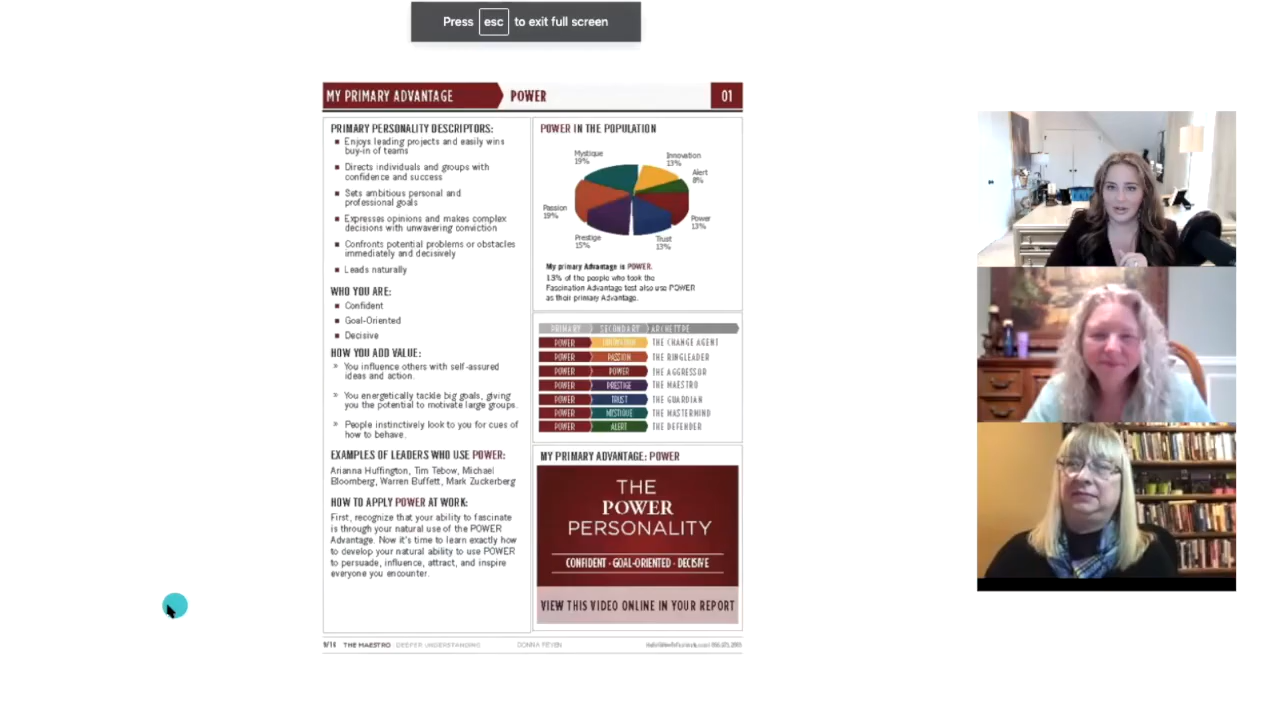 Press esc to exit full screen
MY PRIMARY ADVANTAGE
POWER
01
PRIMARY PERSONALITY DESCRIPTORS:
Enjoys leading projects and easily wins
buy-in of teams
Directs individuals and groups with
confidence and success
Sets ambitious personal and
professional goals
Expresses opinions and makes complex
decisions with unwavering conviction
Confronts potential problems or obstacles
immediately and decisively
Leads naturally
WHO YOU ARE:
Confident
Goal-Oriented
Decisive
HOW YOU ADD VALUE:
» You influence others with self-assured
ideas and action.
» You energetically tackle big goals, giving
you the potential to motivate large groups.
» People instinctively look to you for cues of
how to behave.
EXAMPLES OF LEADERS WHO USE POWER:
Arianna Huffington, Tim Tebow, Michael
Bloomberg, Warren Buffett, Mark Zuckerberg
HOW TO APPLY POWER AT WORK:
First, recognize that your ability to fascinate
is through your natural use of the POWER
Advantage. Now it's time to learn exactly how
to develop your natural ability to use POWER
to persuade, influence, attract, and inspire
everyone you encounter.
POWER IN THE POPULATION
Mystique
19%
Innovation
13%
Alert
8%
Passion
19%
Power
13%
Prestige
15%
Trust
13%
My primary Advantage is POWER.
13% of the people who took the
Fascination Advantage test also use POWER
as their primary Advantage.
PRIMARY SECONDARY ARCHETYPE
POWER INNOVATION THE CHANGE AGENT
POWER PASSION THE RINGLEADER
POWER POWER THE AGGRESSOR
POWER PRESTIGE THE MAESTRO
POWER TRUST THE GUARDIAN
POWER MYSTIQUE THE MASTERMIND
POWER ALERT THE DEFENDER
MY PRIMARY ADVANTAGE: POWER
THE
POWER
PERSONALITY
CONFIDENT · GOAL-ORIENTED · DECISIVE
VIEW THIS VIDEO ONLINE IN YOUR REPORT
9/16 THE MAESTRO DEEPER UNDERSTANDING DONNA